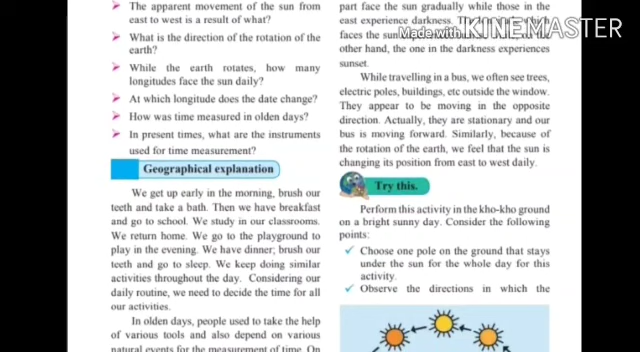 The apparent movement of the sun from
east to west is a result of what?
What is the direction of the rotation of the
earth?
While the earth rotates, how many
longitudes face the sun daily?
At which longitude does the date change?
How was time measured in olden days?
In present times, what are the instruments
used for time measurement?
Geographical explanation
We get up early in the morning, brush our
teeth and take a bath. Then we have breakfast
and go to school. We study in our classrooms.
We return home. We go to the playground to
play in the evening. We have dinner; brush our
teeth and go to sleep. We keep doing similar
activities throughout the day. Considering our
daily routine, we need to decide the time for all
our activities.
In olden days, people used to take the help
of various tools and also depend on various
natural events for the measurement of time. On
part face the sun gradually while those in the
east experience darkness.
faces the sun
other hand, the one in the darkness experiences
sunset.
While travelling in a bus, we often see trees,
electric poles, buildings, etc outside the window.
They appear to be moving in the opposite
direction. Actually, they are stationary and our
bus is moving forward. Similarly, because of
the rotation of the earth, we feel that the sun is
changing its position from east to west daily.
Try this.
Perform this activity in the kho-kho ground
on a bright sunny day. Consider the following
points:
✓ Choose one pole on the ground that stays
under the sun for the whole day for this
activity.
✓ Observe the directions in which the
Made with KINEMASTER